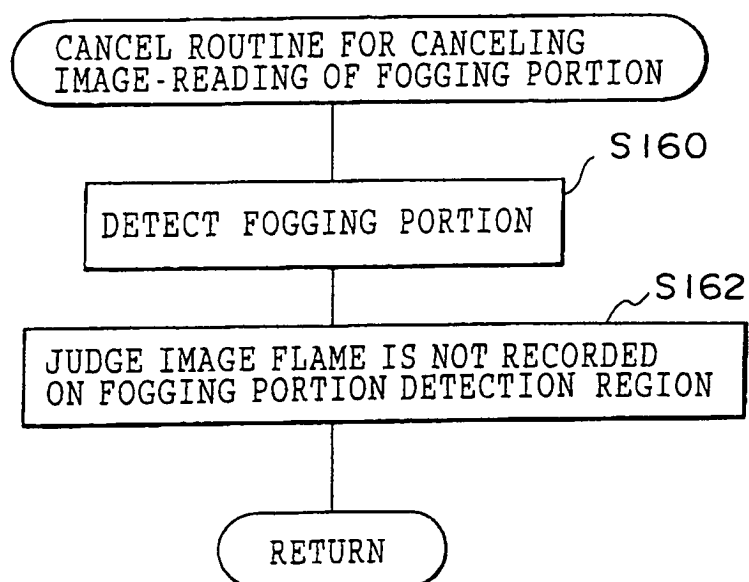 CANCEL ROUTINE FOR CANCELING
IMAGE-READING OF FOGGING PORTION
S160
DETECT FOGGING PORTION
S162
JUDGE IMAGE FLAME IS NOT RECORDED
ON FOGGING PORTION DETECTION REGION
RETURN